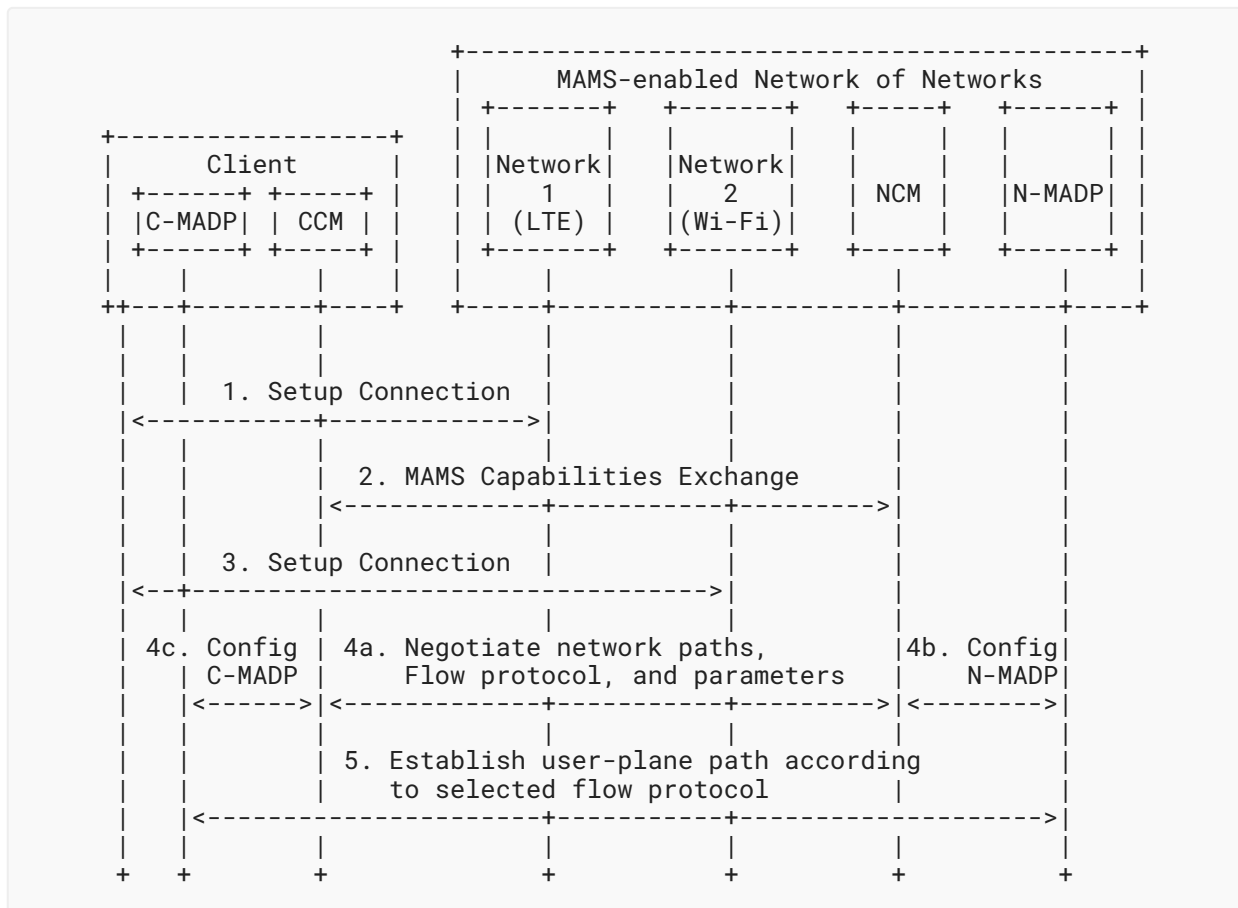 MAMS-enabled Network of Networks
Client
Network Network
C-MADP CCM 1 2 NCM N-MADP
(LTE) (Wi-Fi)
1. Setup Connection
2. MAMS Capabilities Exchange
3. Setup Connection
4c. Config 4a. Negotiate network paths, 4b. Config
C-MADP Flow protocol, and parameters N-MADP
5. Establish user-plane path according
to selected flow protocol